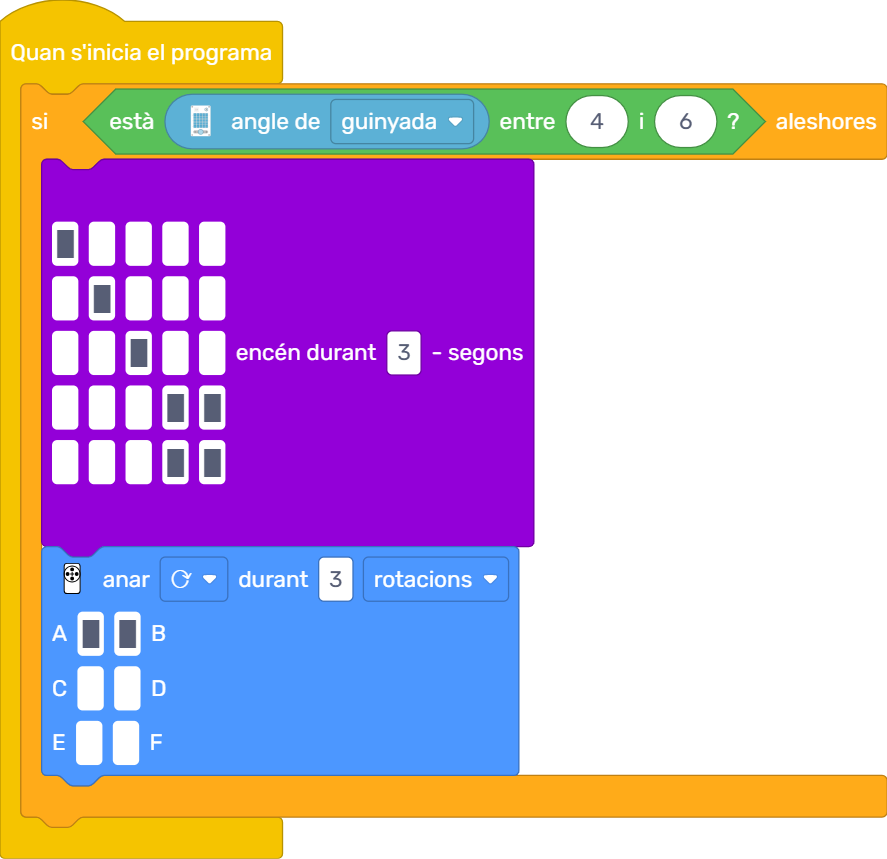 Quan s'inicia el programa
si està angle de guinyada entre 4 i 6 ? aleshores
encén durant 3 - segons
anar durant 3 rotacions
A B
C D
E F